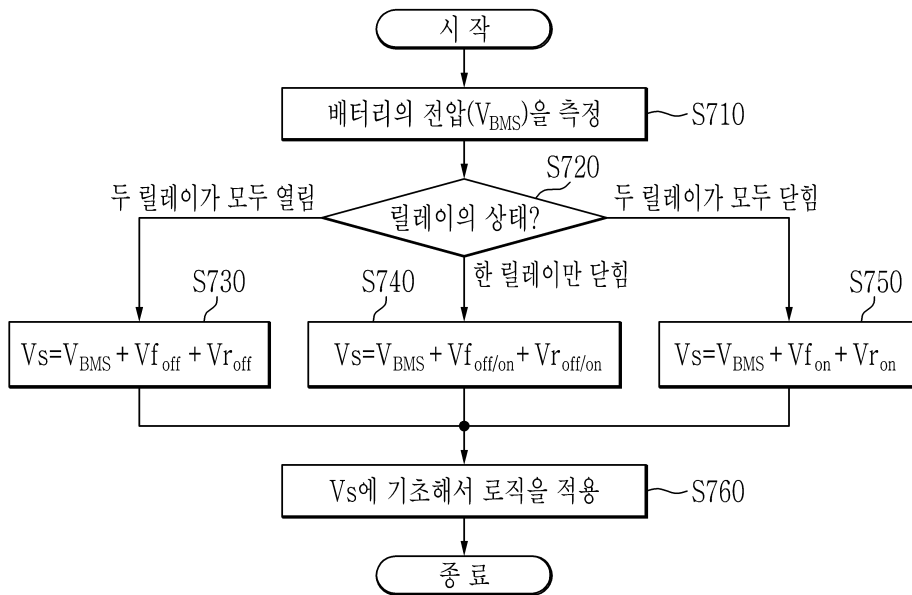 시 작
배터리의 전압(V_BMS)을 측정
S710
S720
릴레이의 상태?
두 릴레이가 모두 열림
두 릴레이가 모두 닫힘
한 릴레이만 닫힘
S730
Vs=V_BMS + Vf_off + Vr_off
S740
Vs=V_BMS + Vf_off/on + Vr_off/on
S750
Vs=V_BMS + Vf_on + Vr_on
Vs에 기초해서 로직을 적용
S760
종 료